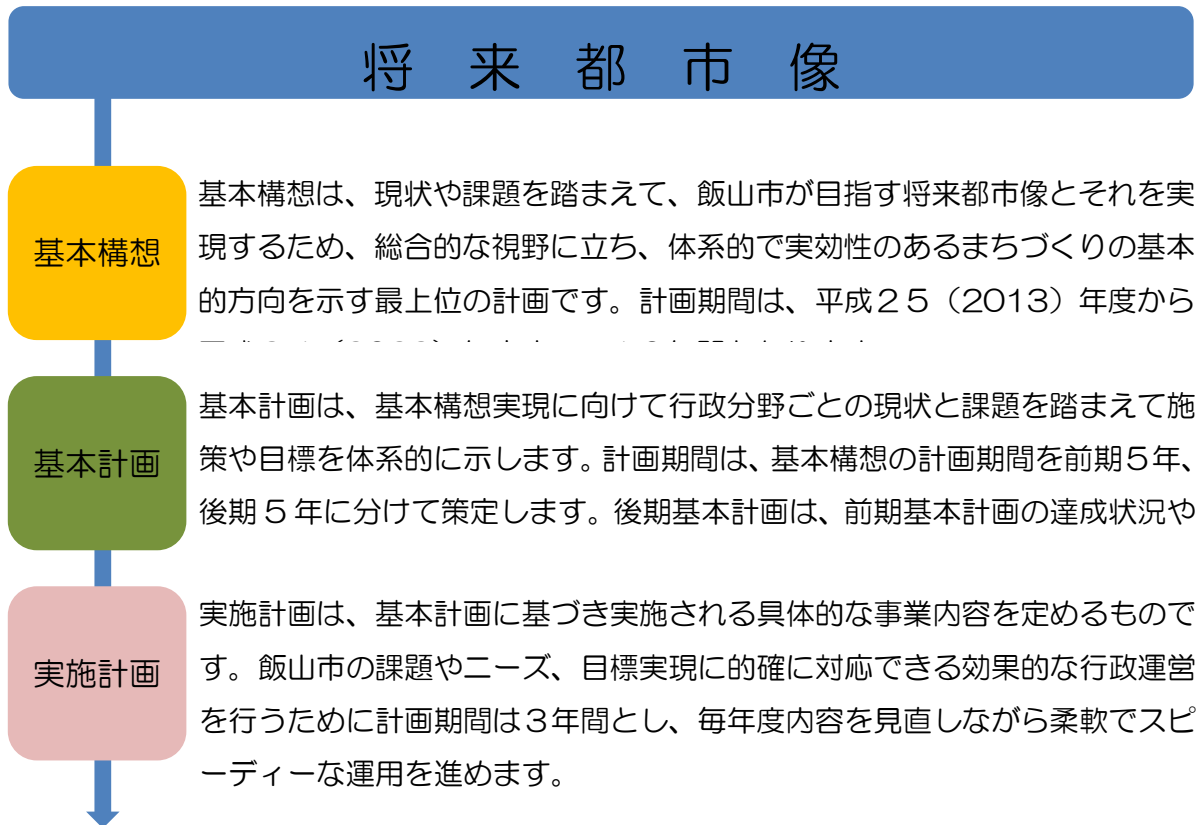 将来都市像
基本構想
基本構想は、現状や課題を踏まえて、飯山市が目指す将来都市像とそれを実
現するため、総合的な視野に立ち、体系的で実効性のあるまちづくりの基本
的方向を示す最上位の計画です。計画期間は、平成25（2013）年度から
基本計画
基本計画は、基本構想実現に向けて行政分野ごとの現状と課題を踏まえて施
策や目標を体系的に示します。計画期間は、基本構想の計画期間を前期5年、
後期5年に分けて策定します。後期基本計画は、前期基本計画の達成状況や
実施計画
実施計画は、基本計画に基づき実施される具体的な事業内容を定めるもので
す。飯山市の課題やニーズ、目標実現に的確に対応できる効果的な行政運営
を行うために計画期間は3年間とし、毎年度内容を見直しながら柔軟でスピ
ーディーな運用を進めます。